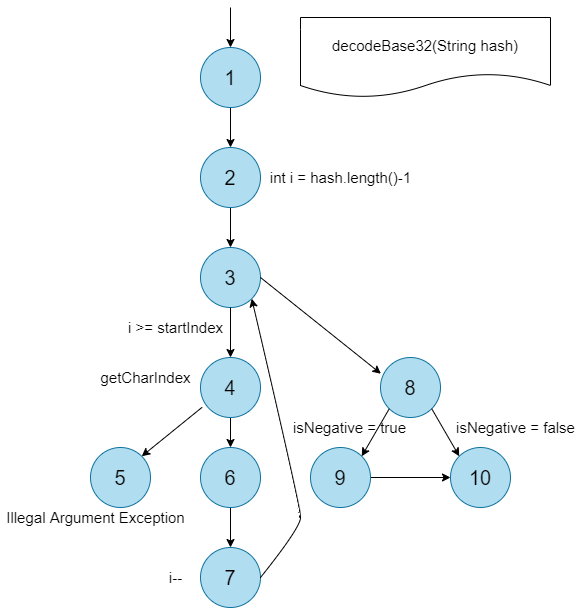 decodeBase32(String hash)
1
2
int i = hash.length()-1
3
i >= startIndex
getCharIndex
4
8
isNegative = true
isNegative = false
5
6
9
10
Illegal Argument Exception
i--
7